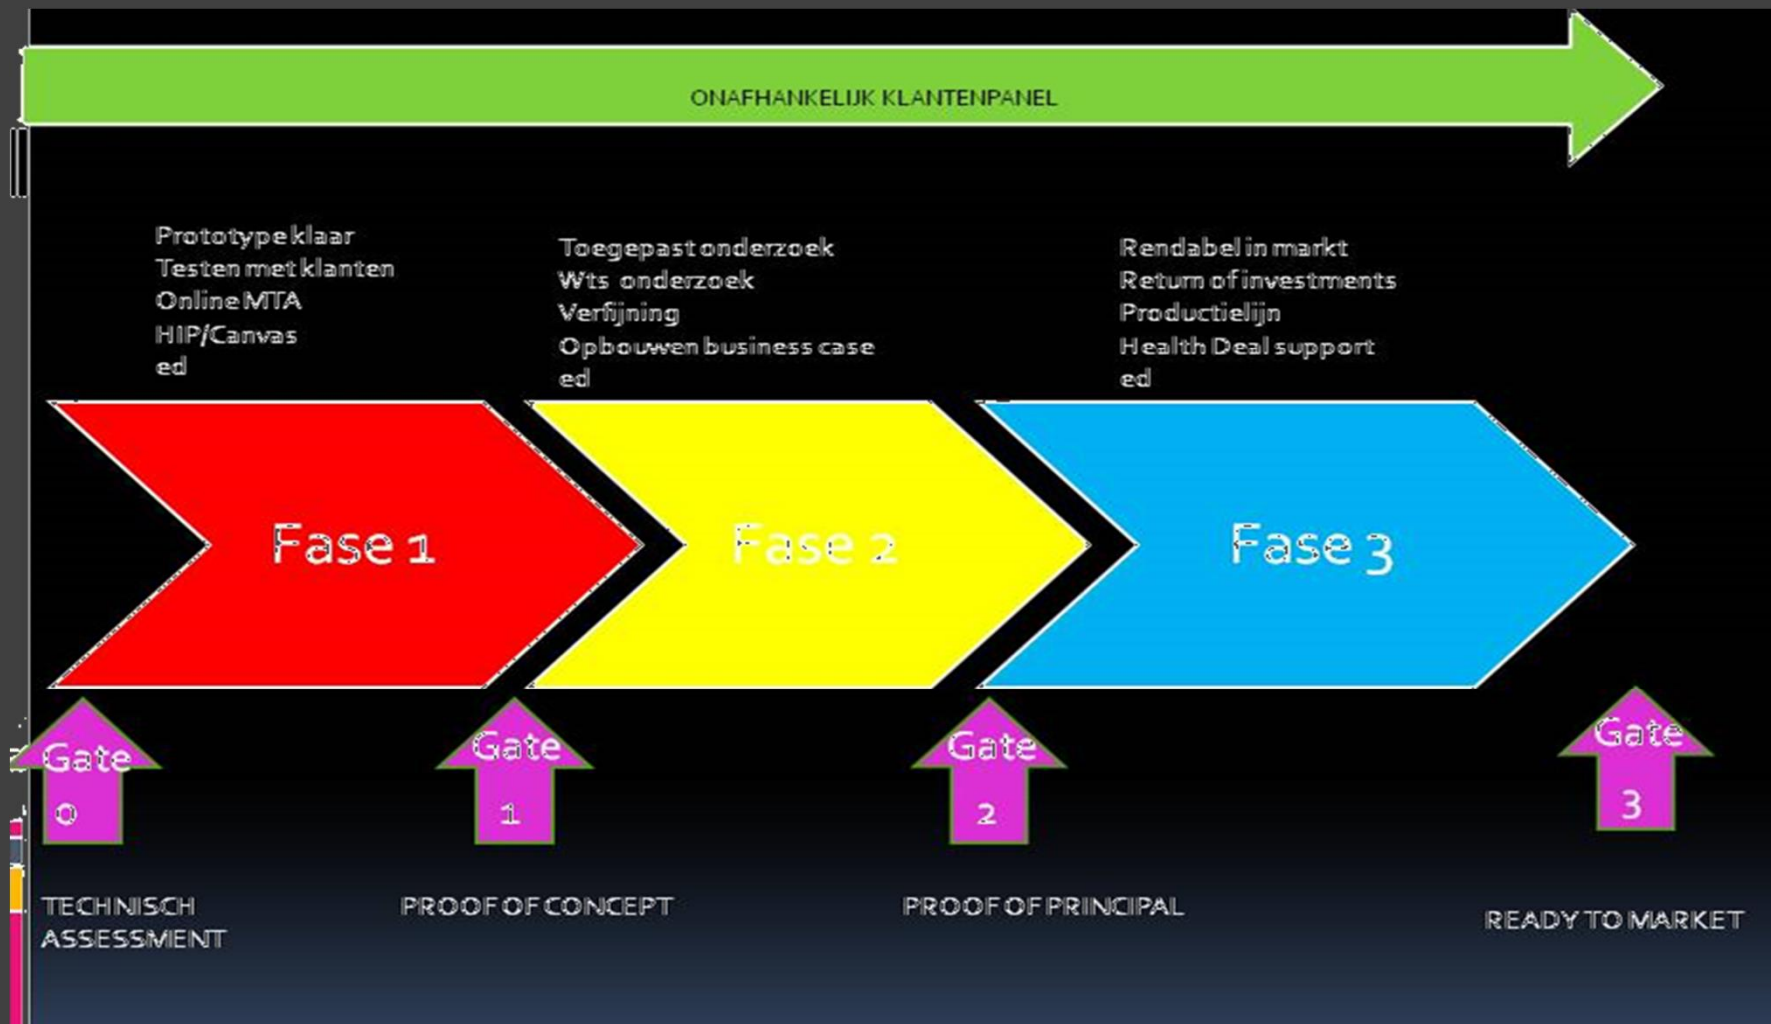 ONAFHANKELIJK KLANTENPANEL
Prototype klaar
Testen met klanten
Online MTA
HIP/Canvas
ed
Toegepast onderzoek
Wts onderzoek
Verfijning
Opbouwen business case
ed
Rendabel in markt
Return of investments
Productielijn
Health Deal support
ed
Fase 1
Fase 2
Fase 3
Gate
0
Gate
1
Gate
2
Gate
3
TECHNISCH
ASSESSMENT
PROOF OF CONCEPT
PROOF OF PRINCIPAL
READY TO MARKET